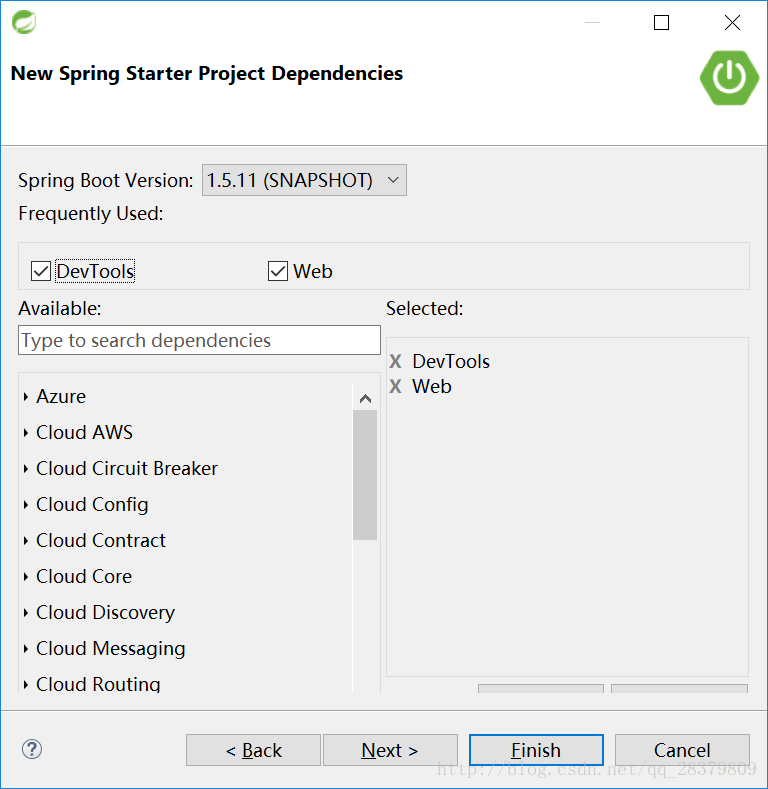 New Spring Starter Project Dependencies
Spring Boot Version: 1.5.11 (SNAPSHOT)
Frequently Used:
DevTools Web
Available: Selected:
Type to search dependencies
X DevTools
X Web
Azure
Cloud AWS
Cloud Circuit Breaker
Cloud Config
Cloud Contract
Cloud Core
Cloud Discovery
Cloud Messaging
Cloud Routing
? < Back Next > Finish Cancel
http://blog.csdn.net/qq_28379809